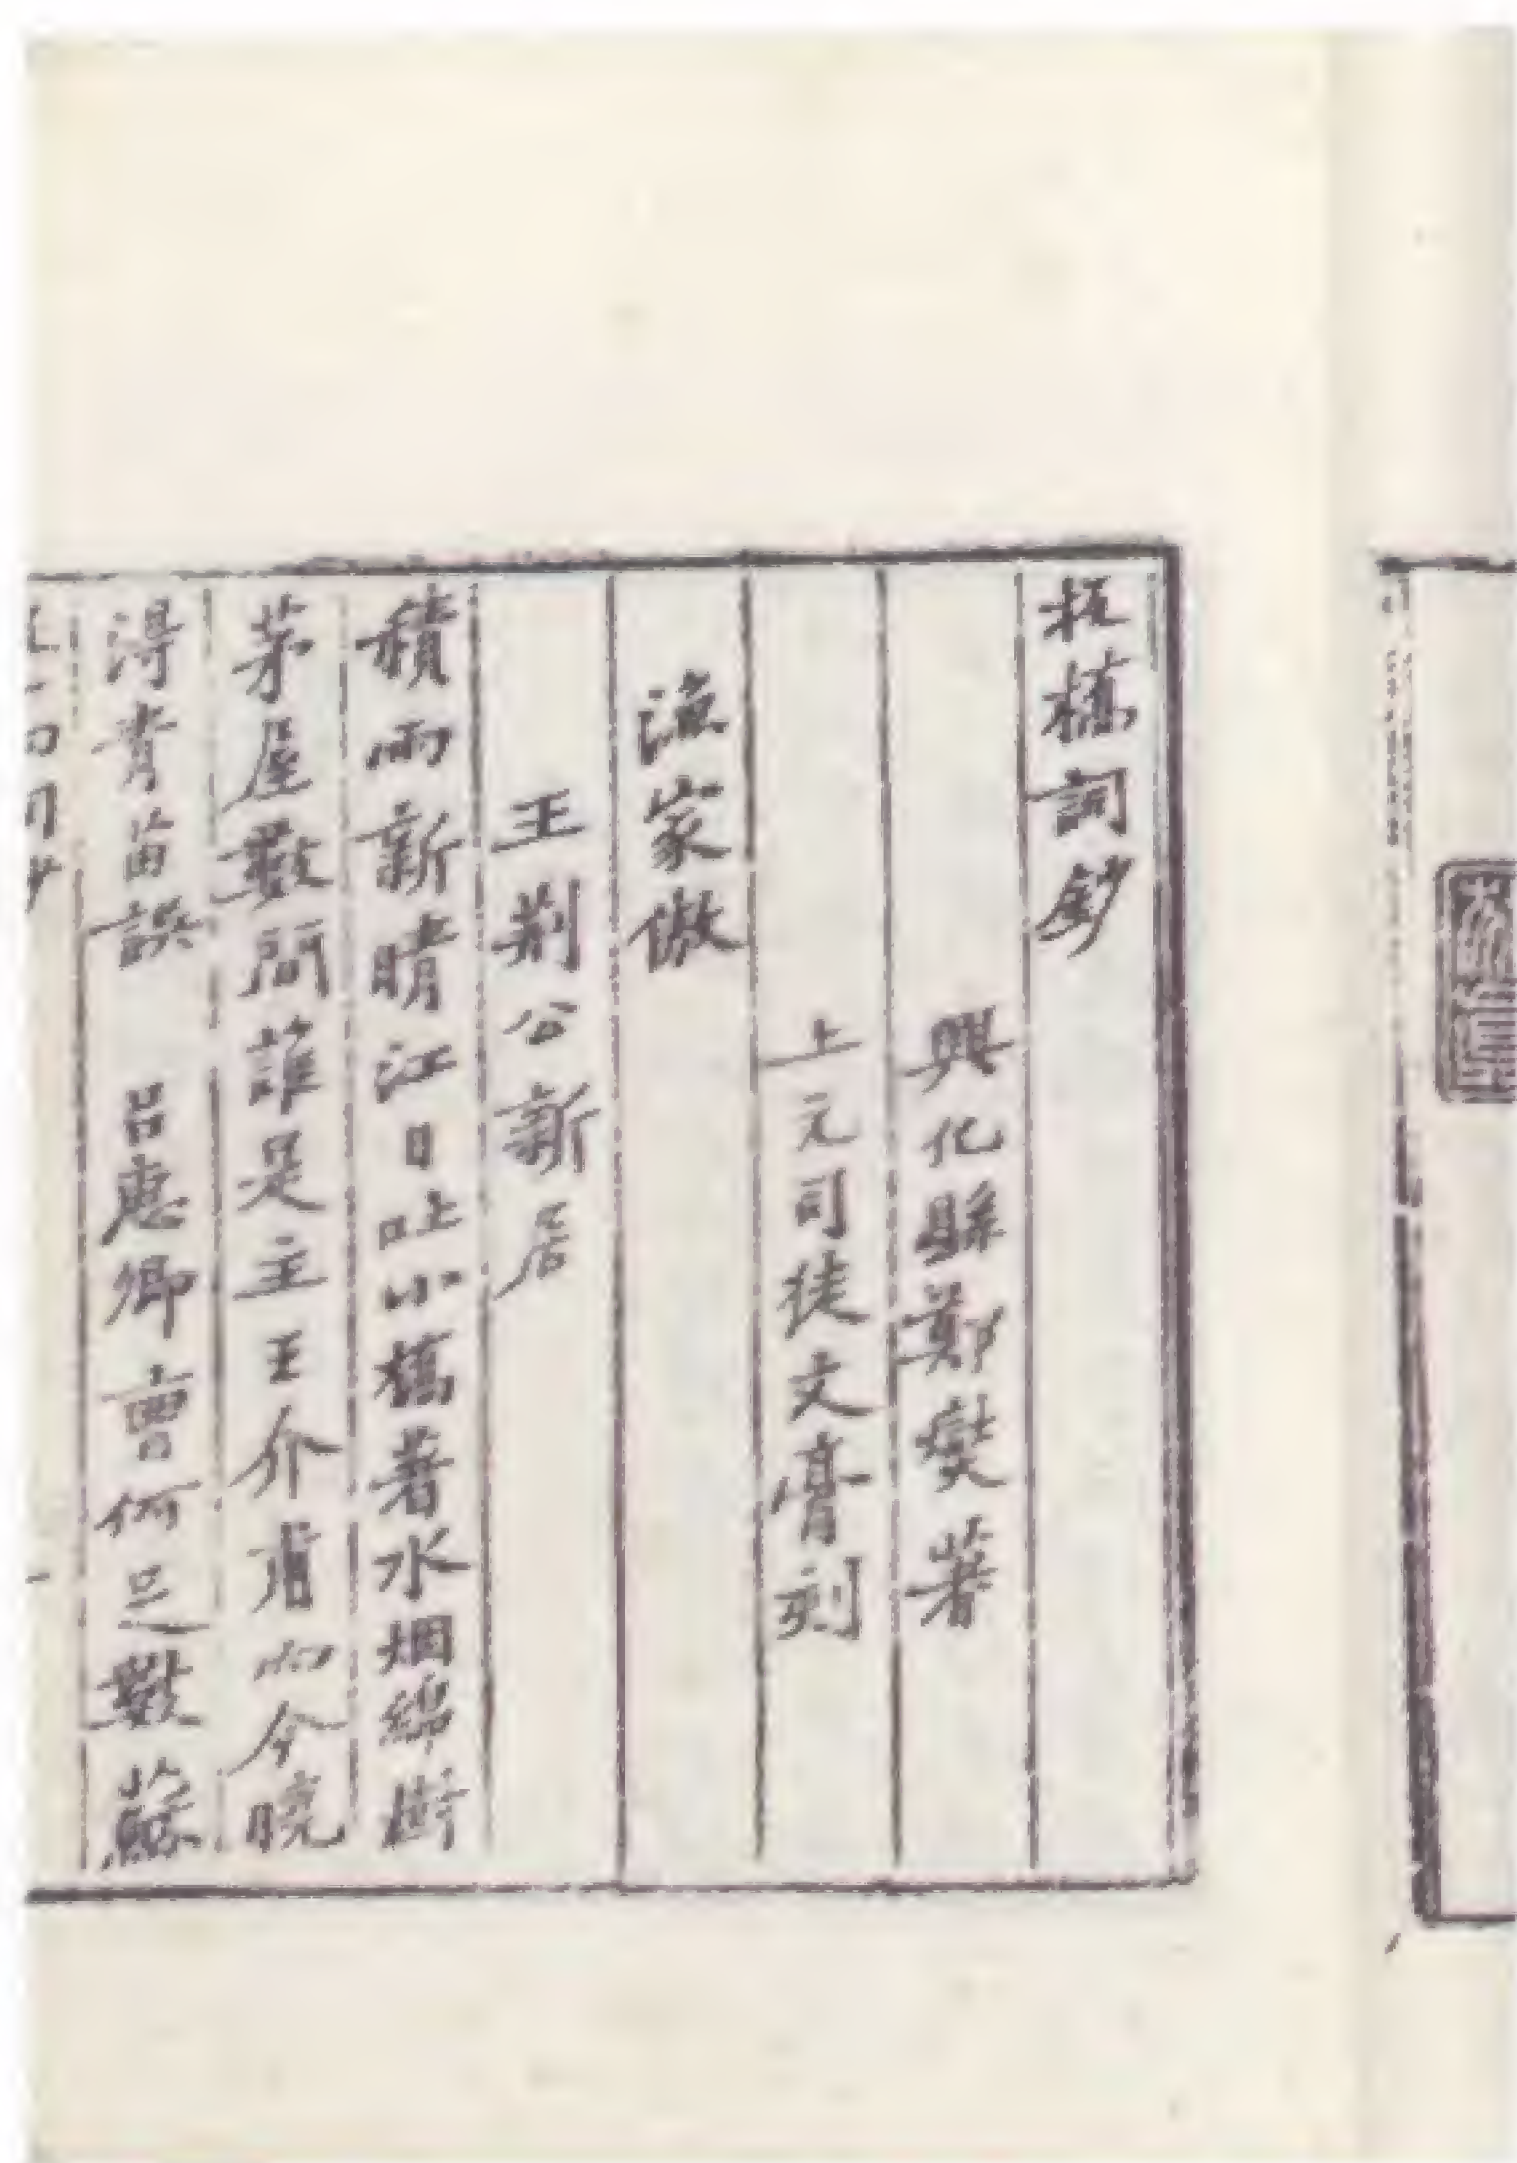 板橋詞鈔
興化縣鄭燮著
上元司徒文膏刻
漁家傲
王荊公新居
積雨新晴江日吐小橋著水烟綿樹
茅屋數間誰是主王介甫而今曉
得青苗誤 呂惠卿曹何足數蘇